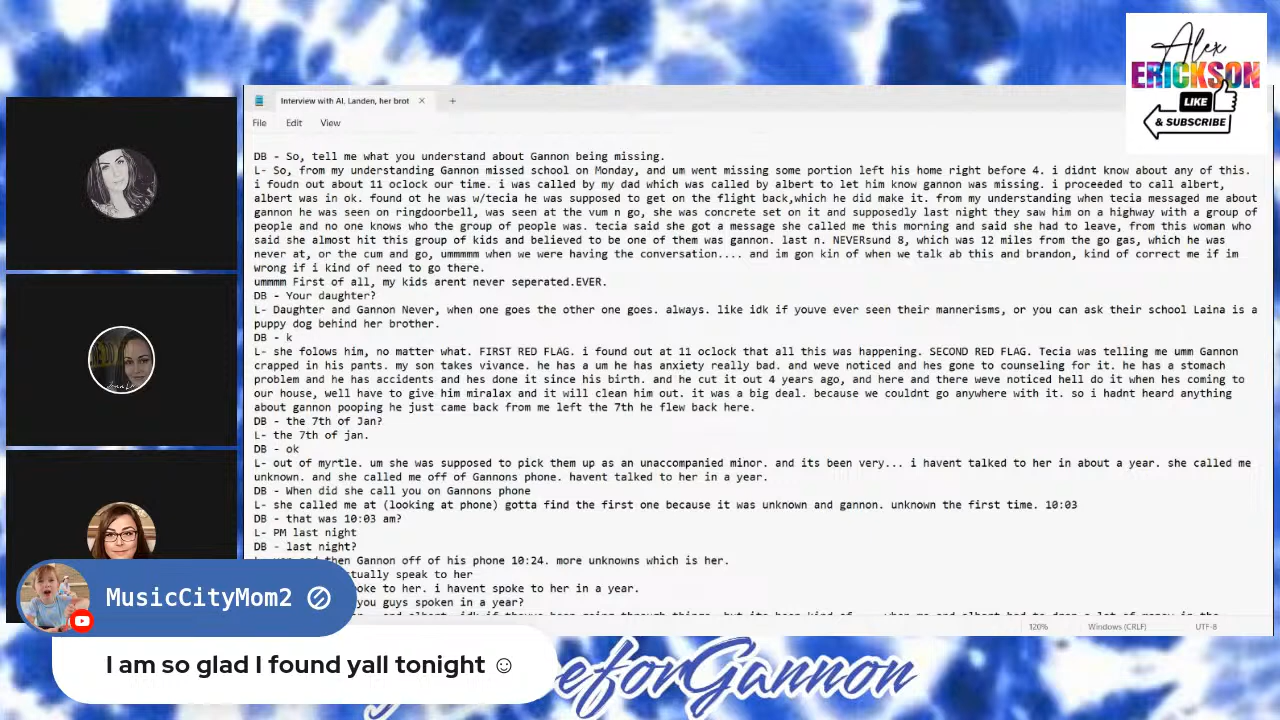 Alex
ERICKSON
LIKE
& SUBSCRIBE
Interview with Al, Landen, her brot
File Edit View
DB - So, tell me what you understand about Gannon being missing.
L- So, from my understanding Gannon missed school on Monday, and um went missing some portion left his home right before 4. i didnt know about any of this.
i foudn out about 11 oclock our time. i was called by my dad which was called by albert to let him know gannon was missing. i proceeded to call albert,
albert was in ok. found ot he was w/tecia he was supposed to get on the flight back,which he did make it. from my understanding when tecia messaged me about
gannon he was seen on ringdoorbell, was seen at the vum n go, she was concrete set on it and supposedly last night they saw him on a highway with a group of
people and no one knows who the group of people was. tecia said she got a message she called me this morning and said she had to leave, from this woman who
said she almost hit this group of kids and believed to be one of them was gannon. last n. NEVERsund 8, which was 12 miles from the go gas, which he was
never at, or the cum and go, ummmmm when we were having the conversation.... and im gon kin of when we talk ab this and brandon, kind of correct me if im
wrong if i kind of need to go there.
ummmm First of all, my kids arent never seperated.EVER.
DB - Your daughter?
L- Daughter and Gannon Never, when one goes the other one goes. always. like idk if youve ever seen their mannerisms, or you can ask their school Laina is a
puppy dog behind her brother.
DB - k
L- she folows him, no matter what. FIRST RED FLAG. i found out at 11 oclock that all this was happening. SECOND RED FLAG. Tecia was telling me umm Gannon
crapped in his pants. my son takes vivance. he has a um he has anxiety really bad. and weve noticed and hes gone to counseling for it. he has a stomach
problem and he has accidents and hes done it since his birth. and he cut it out 4 years ago, and here and there weve noticed hell do it when hes coming to
our house, well have to give him miralax and it will clean him out. it was a big deal. because we couldnt go anywhere with it. so i hadnt heard anything
about gannon pooping he just came back from me left the 7th he flew back here.
DB - the 7th of Jan?
L- the 7th of jan.
DB - ok
L- out of myrtle. um she was supposed to pick them up as an unaccompanied minor. and its been very... i havent talked to her in about a year. she called me
unknown. and she called me off of Gannons phone. havent talked to her in a year.
DB - When did she call you on Gannons phone
L- she called me at (looking at phone) gotta find the first one because it was unknown and gannon. unknown the first time. 10:03
DB - that was 10:03 am?
L- PM last night
DB - last night?
then Gannon off of his phone 10:24. more unknowns which is her.
speak to her
spoke to her. i havent spoke to her in a year.
you guys spoken in a year?
120% Windows (CRLF) UTF-8
MusicCityMom2
I am so glad I found yall tonight ☺
eforGannon